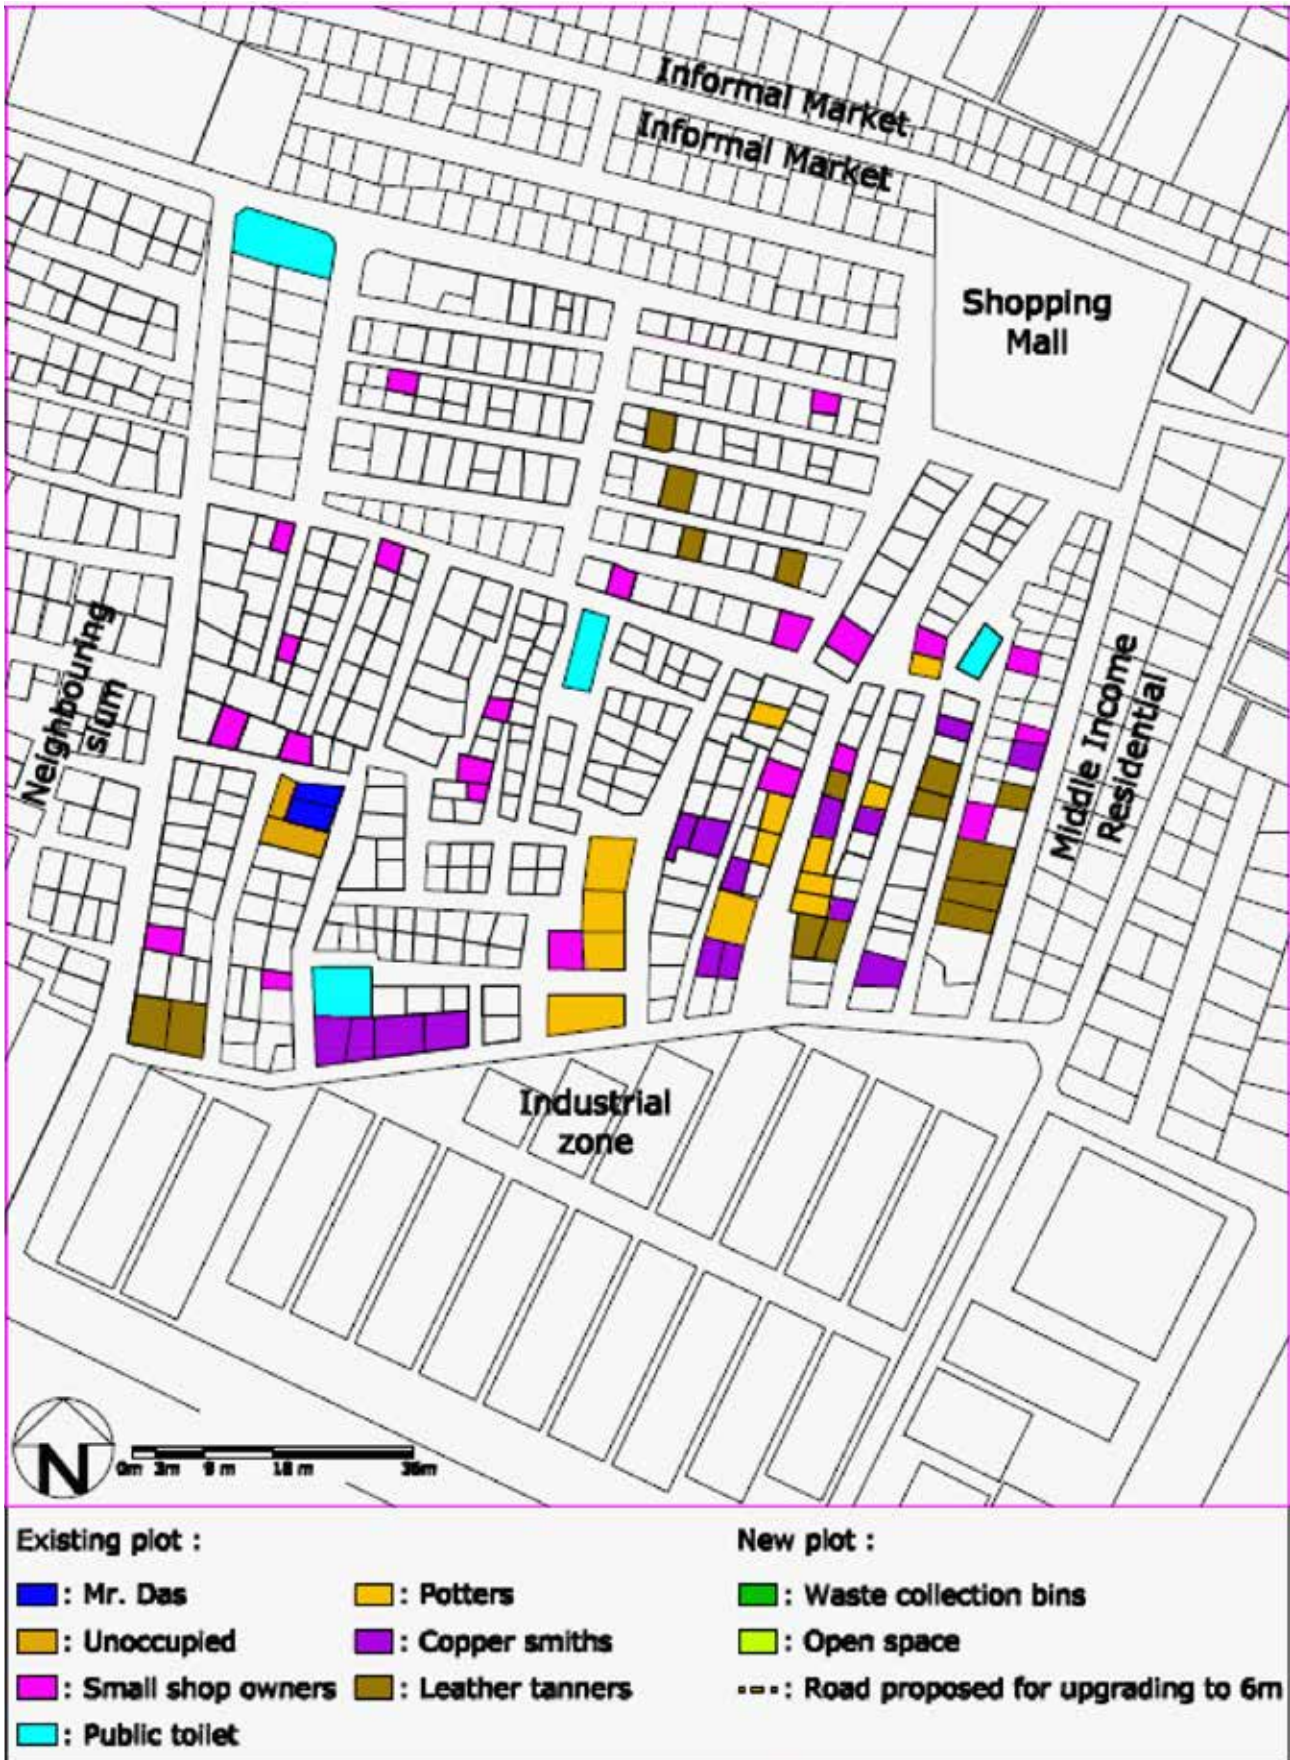 Informal Market
Informal Market
Shopping
Mall
Neighbouring
slum
Middle Income
Residential
Industrial
zone
N
0m 3m 9 m 18 m 36m
Existing plot :
: Mr. Das
: Unoccupied
: Small shop owners
: Public toilet
: Potters
: Copper smiths
: Leather tanners
New plot :
: Waste collection bins
: Open space
: Road proposed for upgrading to 6m